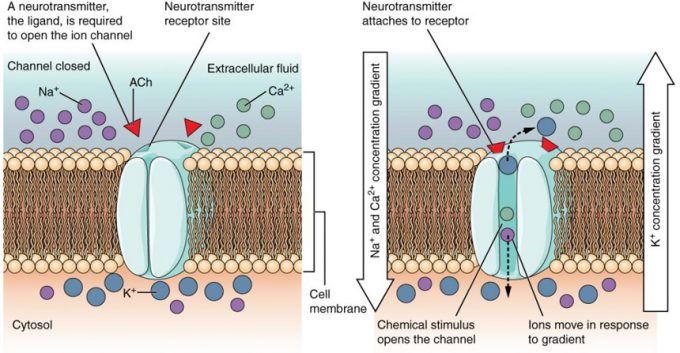 A neurotransmitter,
the ligand, is required
to open the ion channel
Neurotransmitter
receptor site
Channel closed
Extracellular fluid
Na⁺
ACh
Ca²⁺
K⁺
Cell
membrane
Cytosol
Neurotransmitter
attaches to receptor
Na⁺ and Ca²⁺ concentration gradient
K⁺ concentration gradient
Chemical stimulus
opens the channel
Ions move in response
to gradient